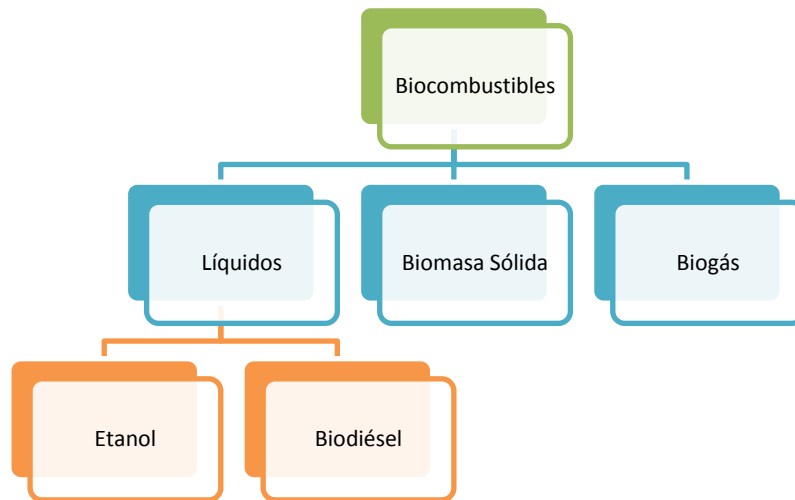 Biocombustibles
Líquidos
Biomasa Sólida
Biogás
Etanol
Biodiésel